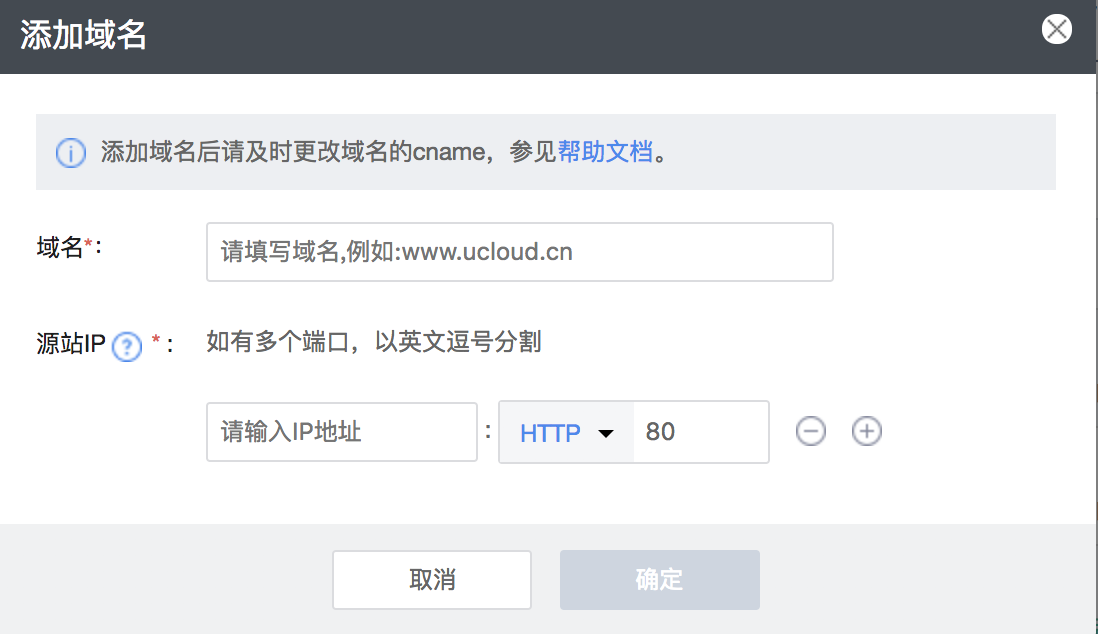 添加域名
添加域名后请及时更改域名的cname，参见帮助文档。
域名*：
请填写域名,例如:www.ucloud.cn
源站IP ? *： 如有多个端口，以英文逗号分割
请输入IP地址 : HTTP 80
取消 确定